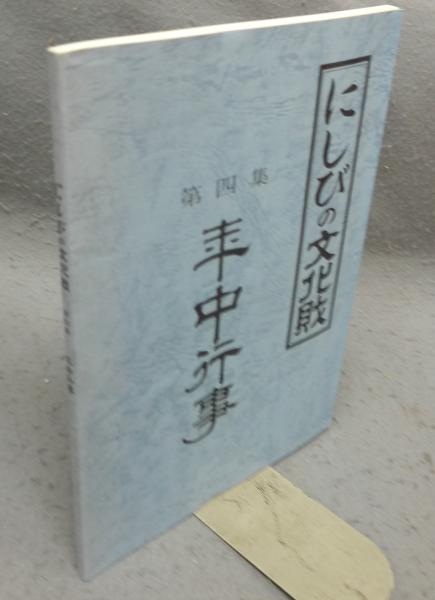 にしびの文化財
第四集
年中行事